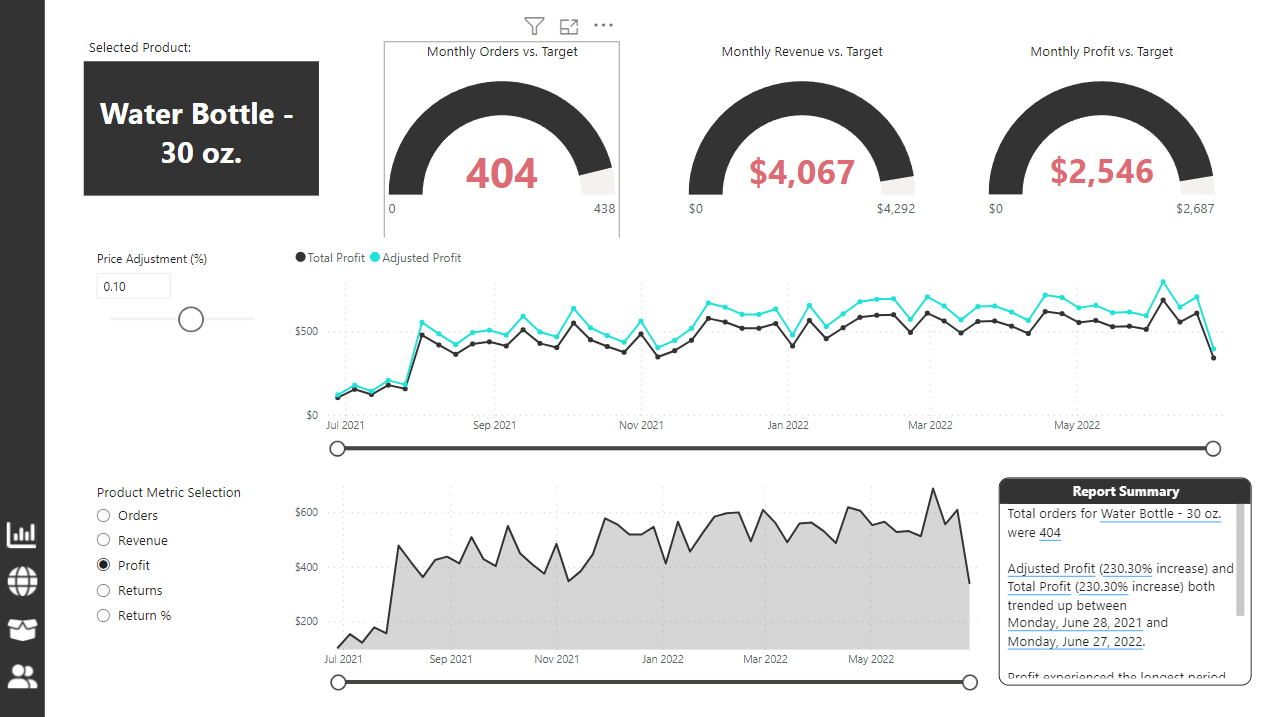 Selected Product:
Water Bottle -
30 oz.
Monthly Orders vs. Target
404
0
438
Monthly Revenue vs. Target
$4,067
$0
$4,292
Monthly Profit vs. Target
$2,546
$0
$2,687
Price Adjustment (%)
0.10
Total Profit Adjusted Profit
$500
$0
Jul 2021 Sep 2021 Nov 2021 Jan 2022 Mar 2022 May 2022
Product Metric Selection
Orders
Revenue
Profit
Returns
Return %
$600
$400
$200
Jul 2021 Sep 2021 Nov 2021 Jan 2022 Mar 2022 May 2022
Report Summary
Total orders for Water Bottle - 30 oz.
were 404
Adjusted Profit (230.30% increase) and
Total Profit (230.30% increase) both
trended up between
Monday, June 28, 2021 and
Monday, June 27, 2022.
Profit experienced the longest period